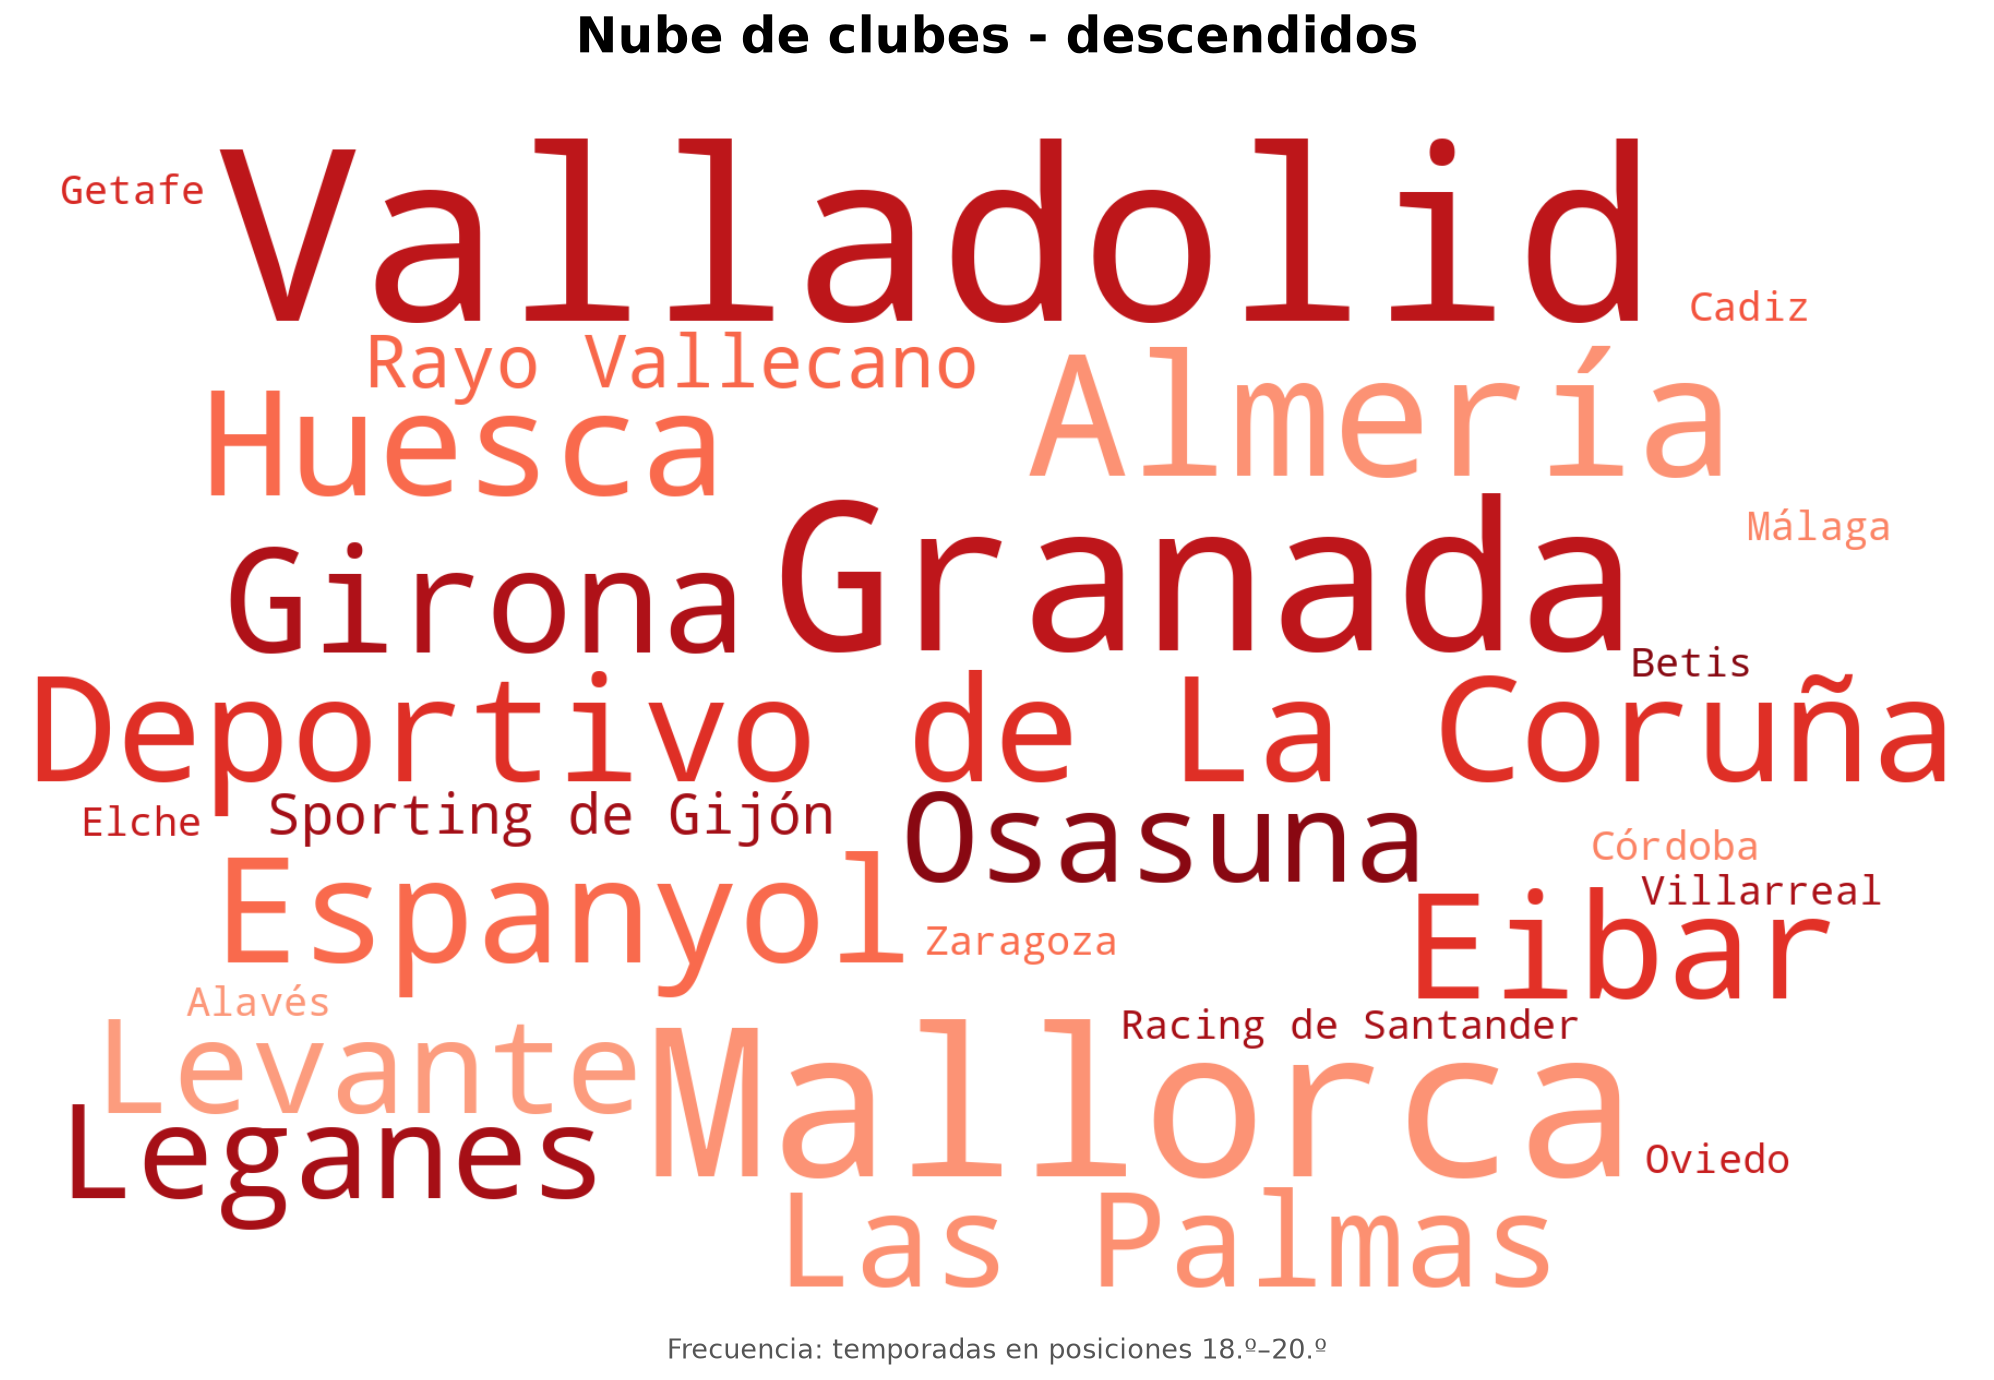 Nube de clubes - descendidos
Getafe
Valladolid
Cadiz
Rayo Vallecano
Almería
Huesca
Málaga
Granada
Girona
Betis
Deportivo de La Coruña
Elche
Sporting de Gijón
Osasuna
Córdoba
Villarreal
Espanyol
Eibar
Zaragoza
Alavés
Racing de Santander
Levante
Mallorca
Leganes
Oviedo
Las Palmas
Frecuencia: temporadas en posiciones 18.º–20.º